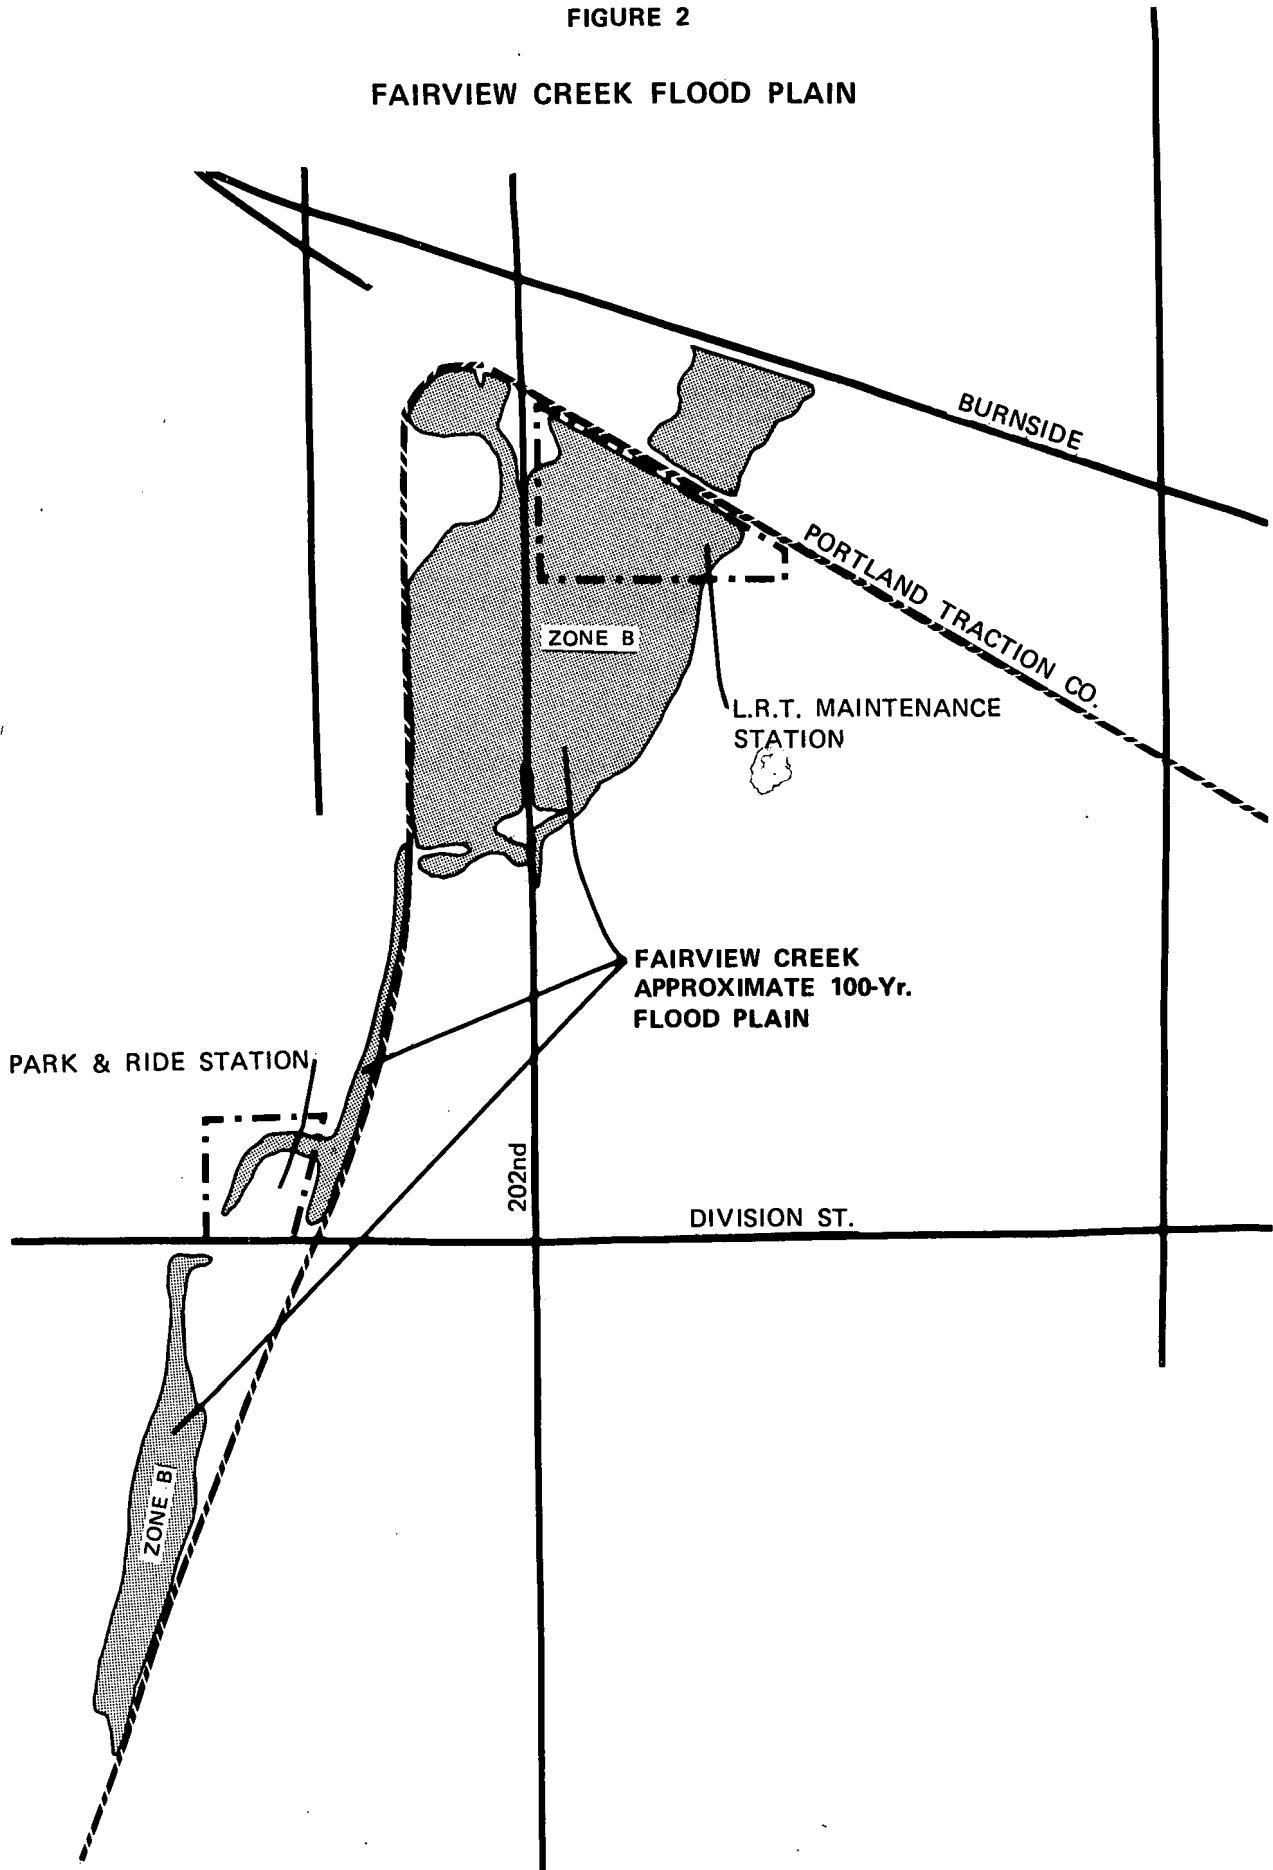 FIGURE 2
FAIRVIEW CREEK FLOOD PLAIN
BURNSIDE
PORTLAND TRACTION CO.
ZONE B
L.R.T. MAINTENANCE
STATION
FAIRVIEW CREEK
APPROXIMATE 100-Yr.
FLOOD PLAIN
PARK & RIDE STATION
202nd
DIVISION ST.
ZONE B